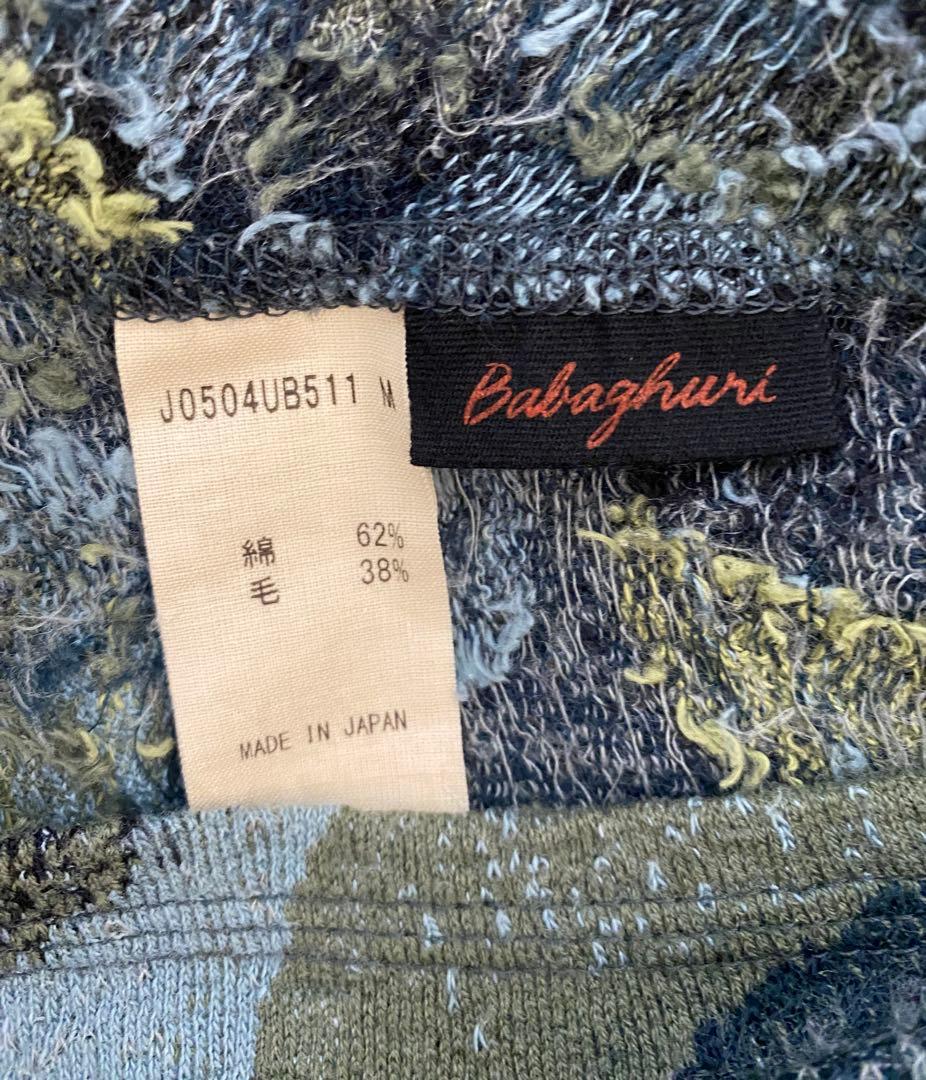 J0504UB511 M
Babaghuri
綿 62%
毛 38%
MADE IN JAPAN